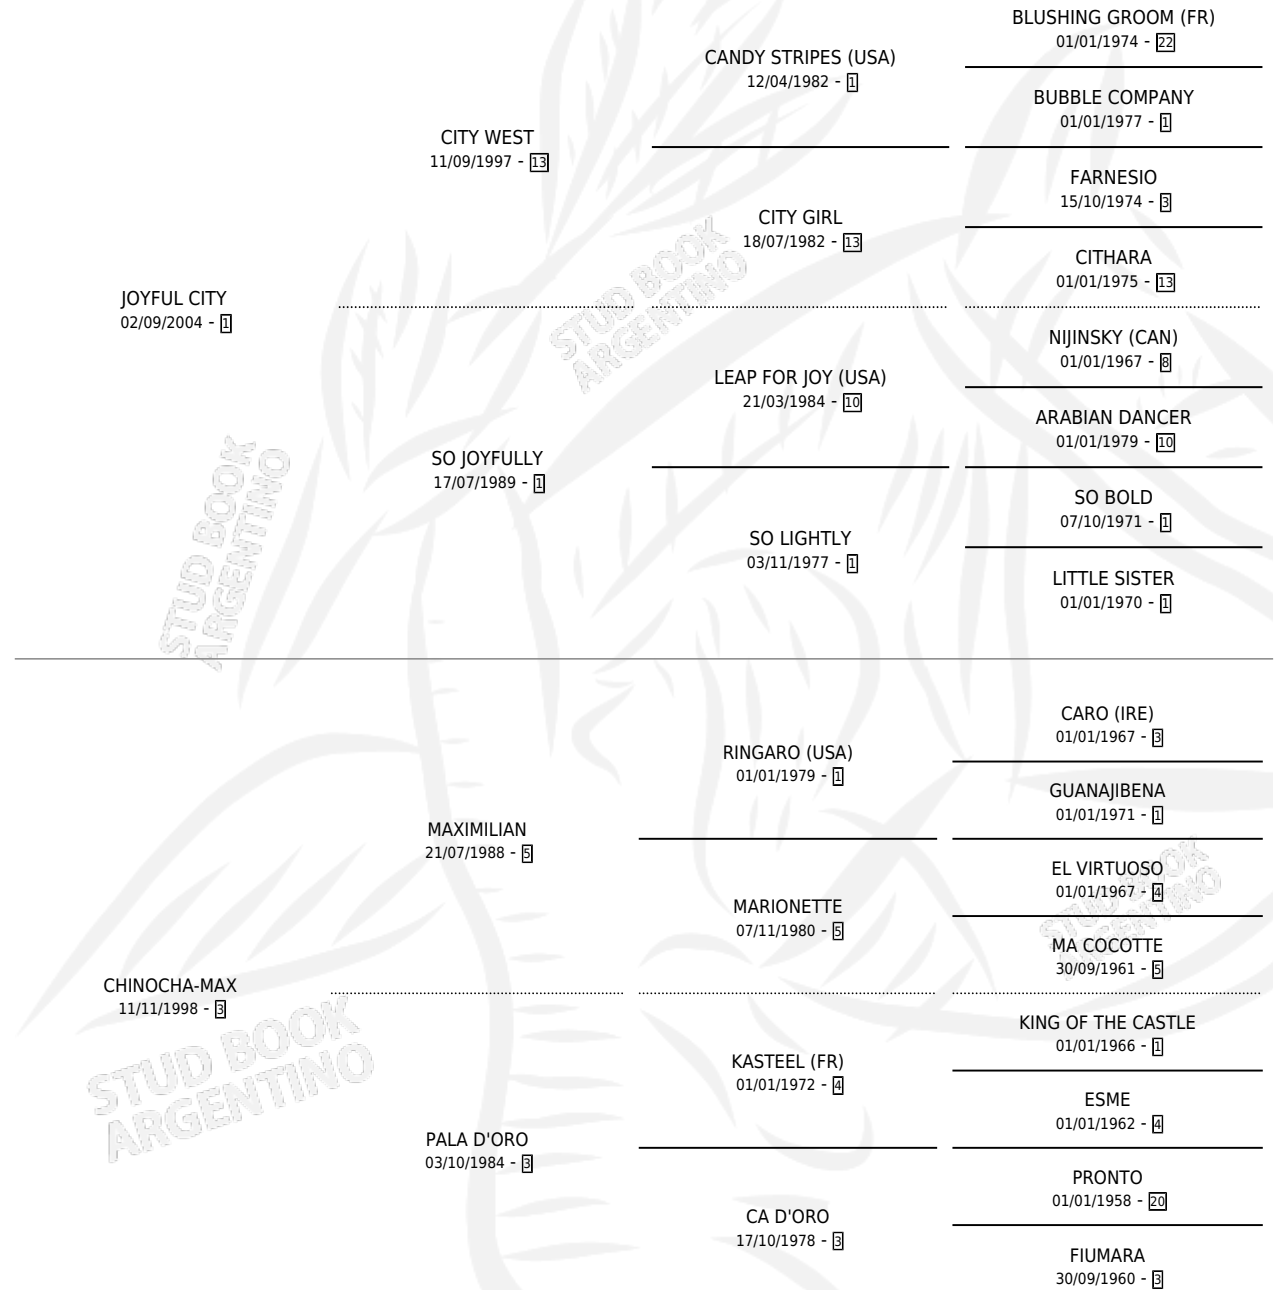 BLUSHING GROOM (FR)
01/01/1974 - 22
CANDY STRIPES (USA)
12/04/1982 - 1
BUBBLE COMPANY
01/01/1977 - 1
CITY WEST
11/09/1997 - 13
FARNESIO
15/10/1974 - 3
CITY GIRL
18/07/1982 - 13
CITHARA
01/01/1975 - 13
JOYFUL CITY
02/09/2004 - 1
NIJINSKY (CAN)
01/01/1967 - 8
LEAP FOR JOY (USA)
21/03/1984 - 10
ARABIAN DANCER
01/01/1979 - 10
SO JOYFULLY
17/07/1989 - 1
SO BOLD
07/10/1971 - 1
SO LIGHTLY
03/11/1977 - 1
LITTLE SISTER
01/01/1970 - 1
CARO (IRE)
01/01/1967 - 3
RINGARO (USA)
01/01/1979 - 1
GUANAJIBENA
01/01/1971 - 1
MAXIMILIAN
21/07/1988 - 5
EL VIRTUOSO
01/01/1967 - 4
MARIONETTE
07/11/1980 - 5
MA COCOTTE
30/09/1961 - 5
CHINOCHA-MAX
11/11/1998 - 3
KING OF THE CASTLE
01/01/1966 - 1
KASTEEL (FR)
01/01/1972 - 4
ESME
01/01/1962 - 4
PALA D'ORO
03/10/1984 - 3
PRONTO
01/01/1958 - 20
CA D'ORO
17/10/1978 - 3
FIUMARA
30/09/1960 - 3
STUD BOOK
ARGENTINO
STUD BOOK
ARGENTINO
STUD BOOK
ARGENTINO
STUD BOOK
ARGENTINO